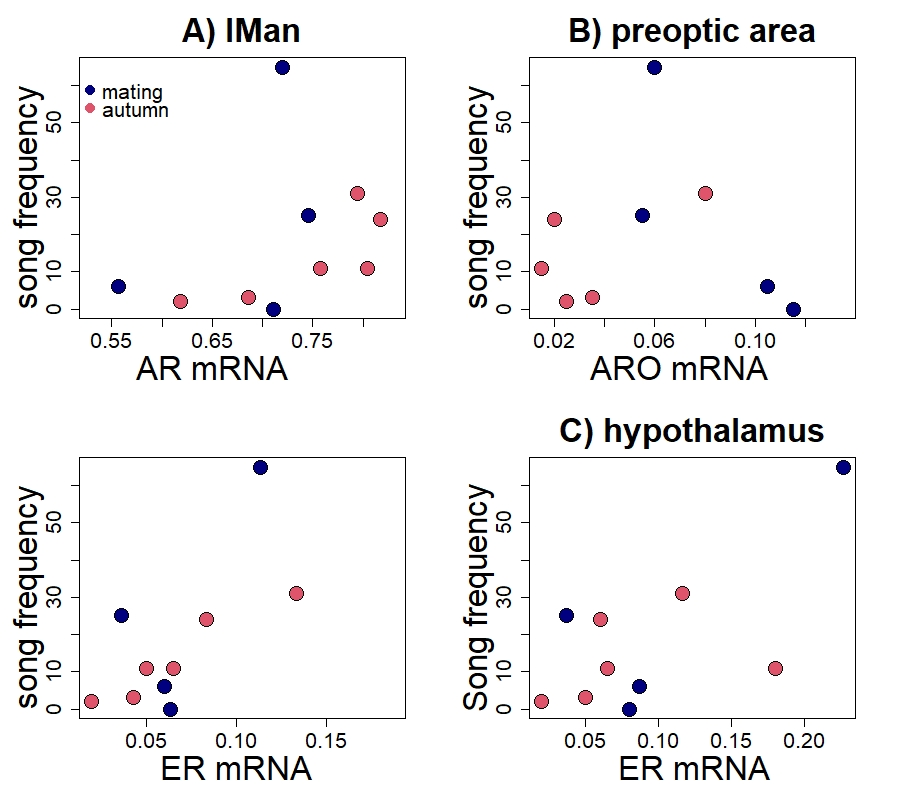 A) lMan
song frequency
50
30
10
0
mating
autumn
0.55 0.65 0.75
AR mRNA
B) preoptic area
song frequency
50
30
10
0
0.02 0.06 0.10
ARO mRNA
song frequency
50
30
10
0
0.05 0.10 0.15
ER mRNA
C) hypothalamus
Song frequency
50
30
10
0
0.05 0.10 0.15 0.20
ER mRNA